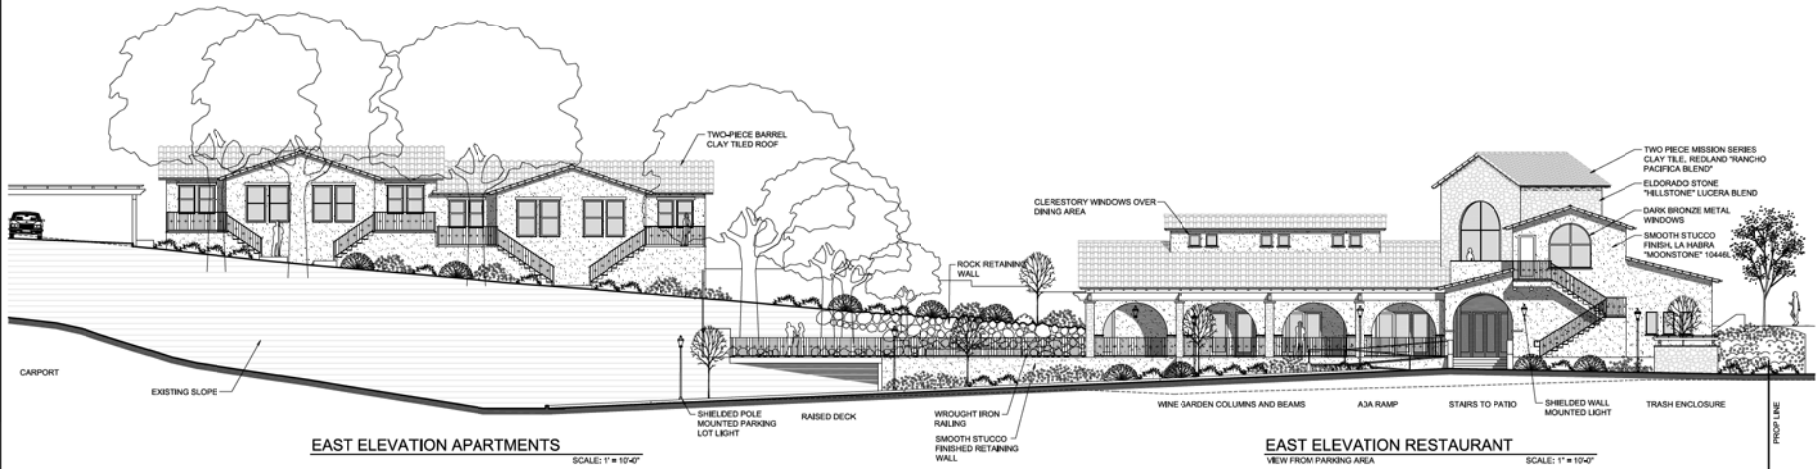 TWO-PIECE BARREL
CLAY TILED ROOF
TWO PIECE MISSION SERIES
CLAY TILE, REDLAND "RANCHO
PACIFICA BLEND"
ELDORADO STONE
"HILLSTONE" LUCERA BLEND
DARK BRONZE METAL
WINDOWS
SMOOTH STUCCO
FINISH, LA HABRA
"MOONSTONE" 10446L
CLERESTORY WINDOWS OVER
DINING AREA
ROCK RETAINING
WALL
CARPORT
EXISTING SLOPE
SHIELDED POLE
MOUNTED PARKING
LOT LIGHT
RAISED DECK
WROUGHT IRON
RAILING
SMOOTH STUCCO
FINISHED RETAINING
WALL
WINE GARDEN COLUMNS AND BEAMS
ADA RAMP
STAIRS TO PATIO
SHIELDED WALL
MOUNTED LIGHT
TRASH ENCLOSURE
PROP LINE
EAST ELEVATION APARTMENTS
SCALE: 1" = 10'-0"
EAST ELEVATION RESTAURANT
VIEW FROM PARKING AREA
SCALE: 1" = 10'-0"